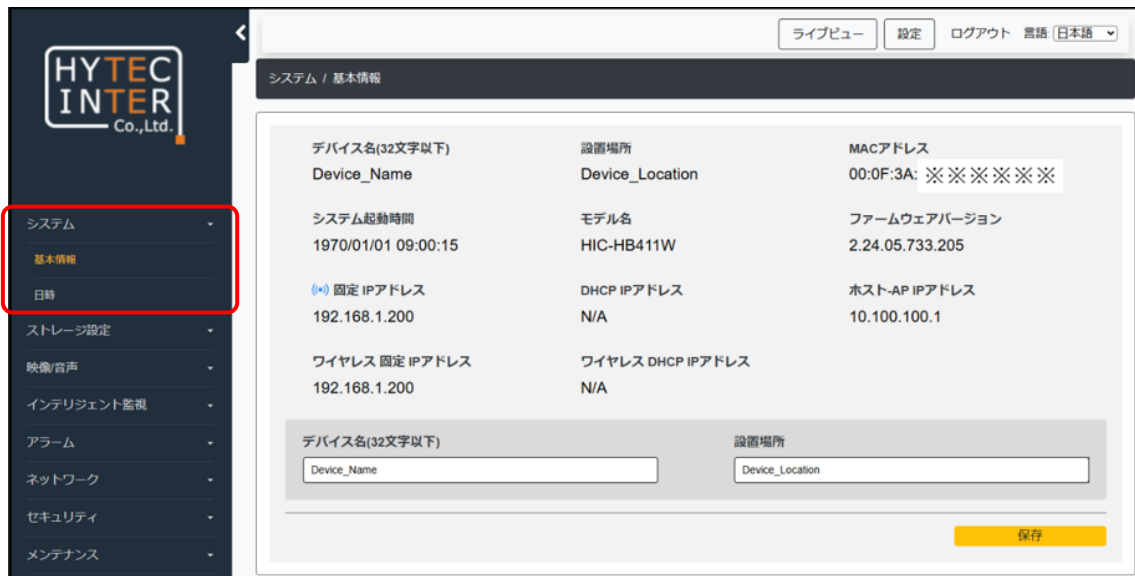 HYTEC
INTER
Co.,Ltd.
ライブビュー 設定 ログアウト 言語 日本語
システム / 基本情報
システム
基本情報
日時
ストレージ設定
映像/音声
インテリジェント監視
アラーム
ネットワーク
セキュリティ
メンテナンス
デバイス名(32文字以下) 設置場所 MACアドレス
Device_Name Device_Location 00:0F:3A: ※※※※※※
システム起動時間 モデル名 ファームウェアバージョン
1970/01/01 09:00:15 HIC-HB411W 2.24.05.733.205
固定 IPアドレス DHCP IPアドレス ホスト-AP IPアドレス
192.168.1.200 N/A 10.100.100.1
ワイヤレス 固定 IPアドレス ワイヤレス DHCP IPアドレス
192.168.1.200 N/A
デバイス名(32文字以下) 設置場所
Device_Name Device_Location
保存